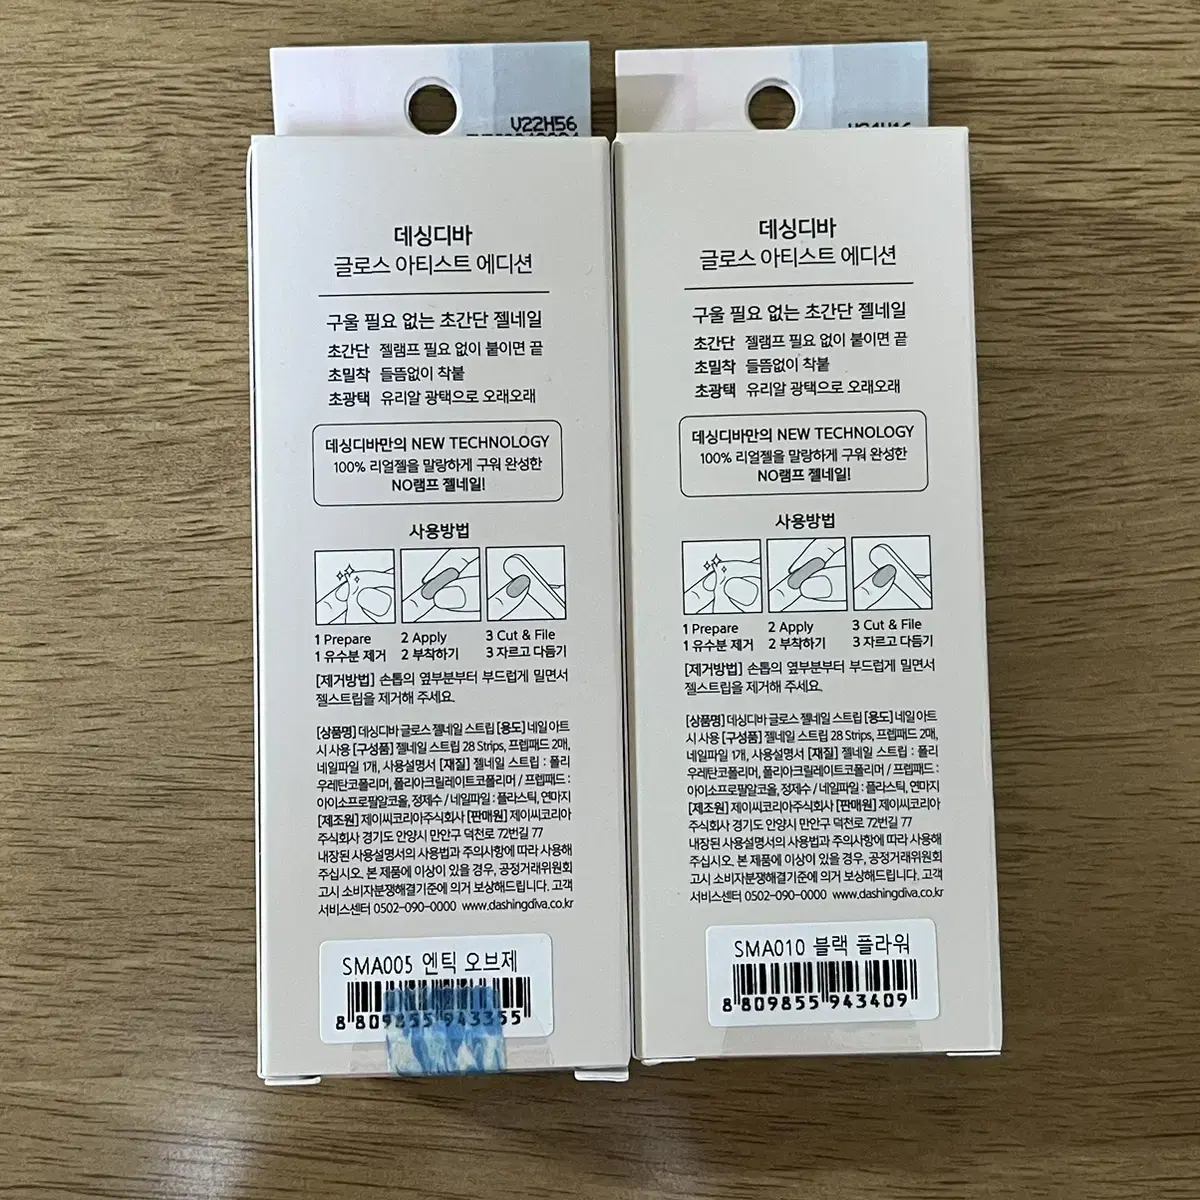 V22H56
데싱디바
글로스 아티스트 에디션
구울 필요 없는 초간단 젤네일
초간단 젤램프 필요 없이 붙이면 끝
초밀착 들뜸없이 착붙
초광택 유리알 광택으로 오래오래
데싱디바만의 NEW TECHNOLOGY
100% 리얼젤을 말랑하게 구워 완성한
NO램프 젤네일!
사용방법
1 Prepare 2 Apply 3 Cut & File
1 유수분 제거 2 부착하기 3 자르고 다듬기
[제거방법] 손톱의 옆부분부터 부드럽게 밀면서
젤스트립을 제거해 주세요.
[상품명] 데싱디바 글로스 젤네일 스트립 [용도] 네일 아트
시 사용 [구성품] 젤네일 스트립 28 Strips, 프렙패드 2매,
네일파일 1개, 사용설명서 [재질] 젤네일 스트립 : 폴리
우레탄코폴리머, 폴리아크릴레이트코폴리머 / 프렙패드 :
아이소프로필알코올, 정제수 / 네일파일 : 플라스틱, 연마지
[제조원] 제이씨코리아주식회사 [판매원] 제이씨코리아
주식회사 경기도 안양시 만안구 덕천로 72번길 77
내장된 사용설명서의 사용법과 주의사항에 따라 사용해
주십시오. 본 제품에 이상이 있을 경우, 공정거래위원회
고시 소비자분쟁해결기준에 의거 보상해드립니다. 고객
서비스센터 0502-090-0000 www.dashingdiva.co.kr
SMA005 엔틱 오브제
8 809855 943355
데싱디바
글로스 아티스트 에디션
구울 필요 없는 초간단 젤네일
초간단 젤램프 필요 없이 붙이면 끝
초밀착 들뜸없이 착붙
초광택 유리알 광택으로 오래오래
데싱디바만의 NEW TECHNOLOGY
100% 리얼젤을 말랑하게 구워 완성한
NO램프 젤네일!
사용방법
1 Prepare 2 Apply 3 Cut & File
1 유수분 제거 2 부착하기 3 자르고 다듬기
[제거방법] 손톱의 옆부분부터 부드럽게 밀면서
젤스트립을 제거해 주세요.
[상품명] 데싱디바 글로스 젤네일 스트립 [용도] 네일 아트
시 사용 [구성품] 젤네일 스트립 28 Strips, 프렙패드 2매,
네일파일 1개, 사용설명서 [재질] 젤네일 스트립 : 폴리
우레탄코폴리머, 폴리아크릴레이트코폴리머 / 프렙패드 :
아이소프로필알코올, 정제수 / 네일파일 : 플라스틱, 연마지
[제조원] 제이씨코리아주식회사 [판매원] 제이씨코리아
주식회사 경기도 안양시 만안구 덕천로 72번길 77
내장된 사용설명서의 사용법과 주의사항에 따라 사용해
주십시오. 본 제품에 이상이 있을 경우, 공정거래위원회
고시 소비자분쟁해결기준에 의거 보상해드립니다. 고객
서비스센터 0502-090-0000 www.dashingdiva.co.kr
SMA010 블랙 플라워
8 809855 943409